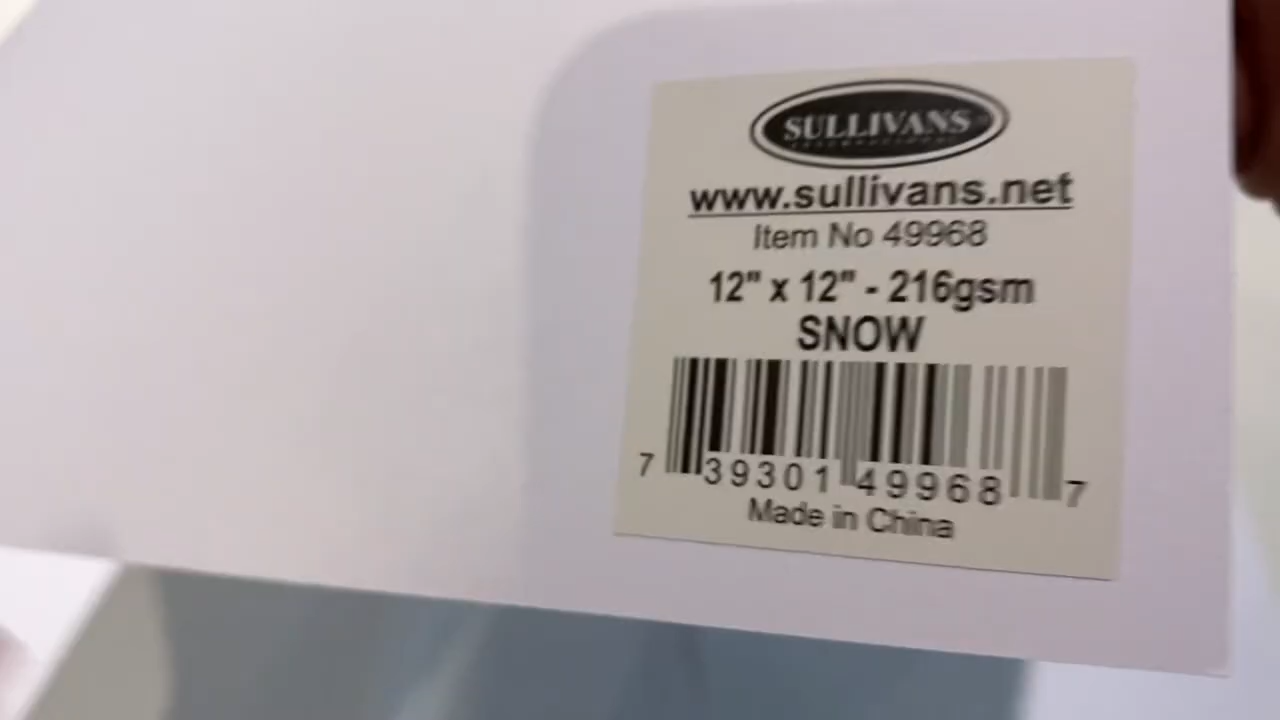 SULLIVANS
www.sullivans.net
Item No 49968
12" x 12" - 216gsm
SNOW
7 39301 49968 7
Made in China